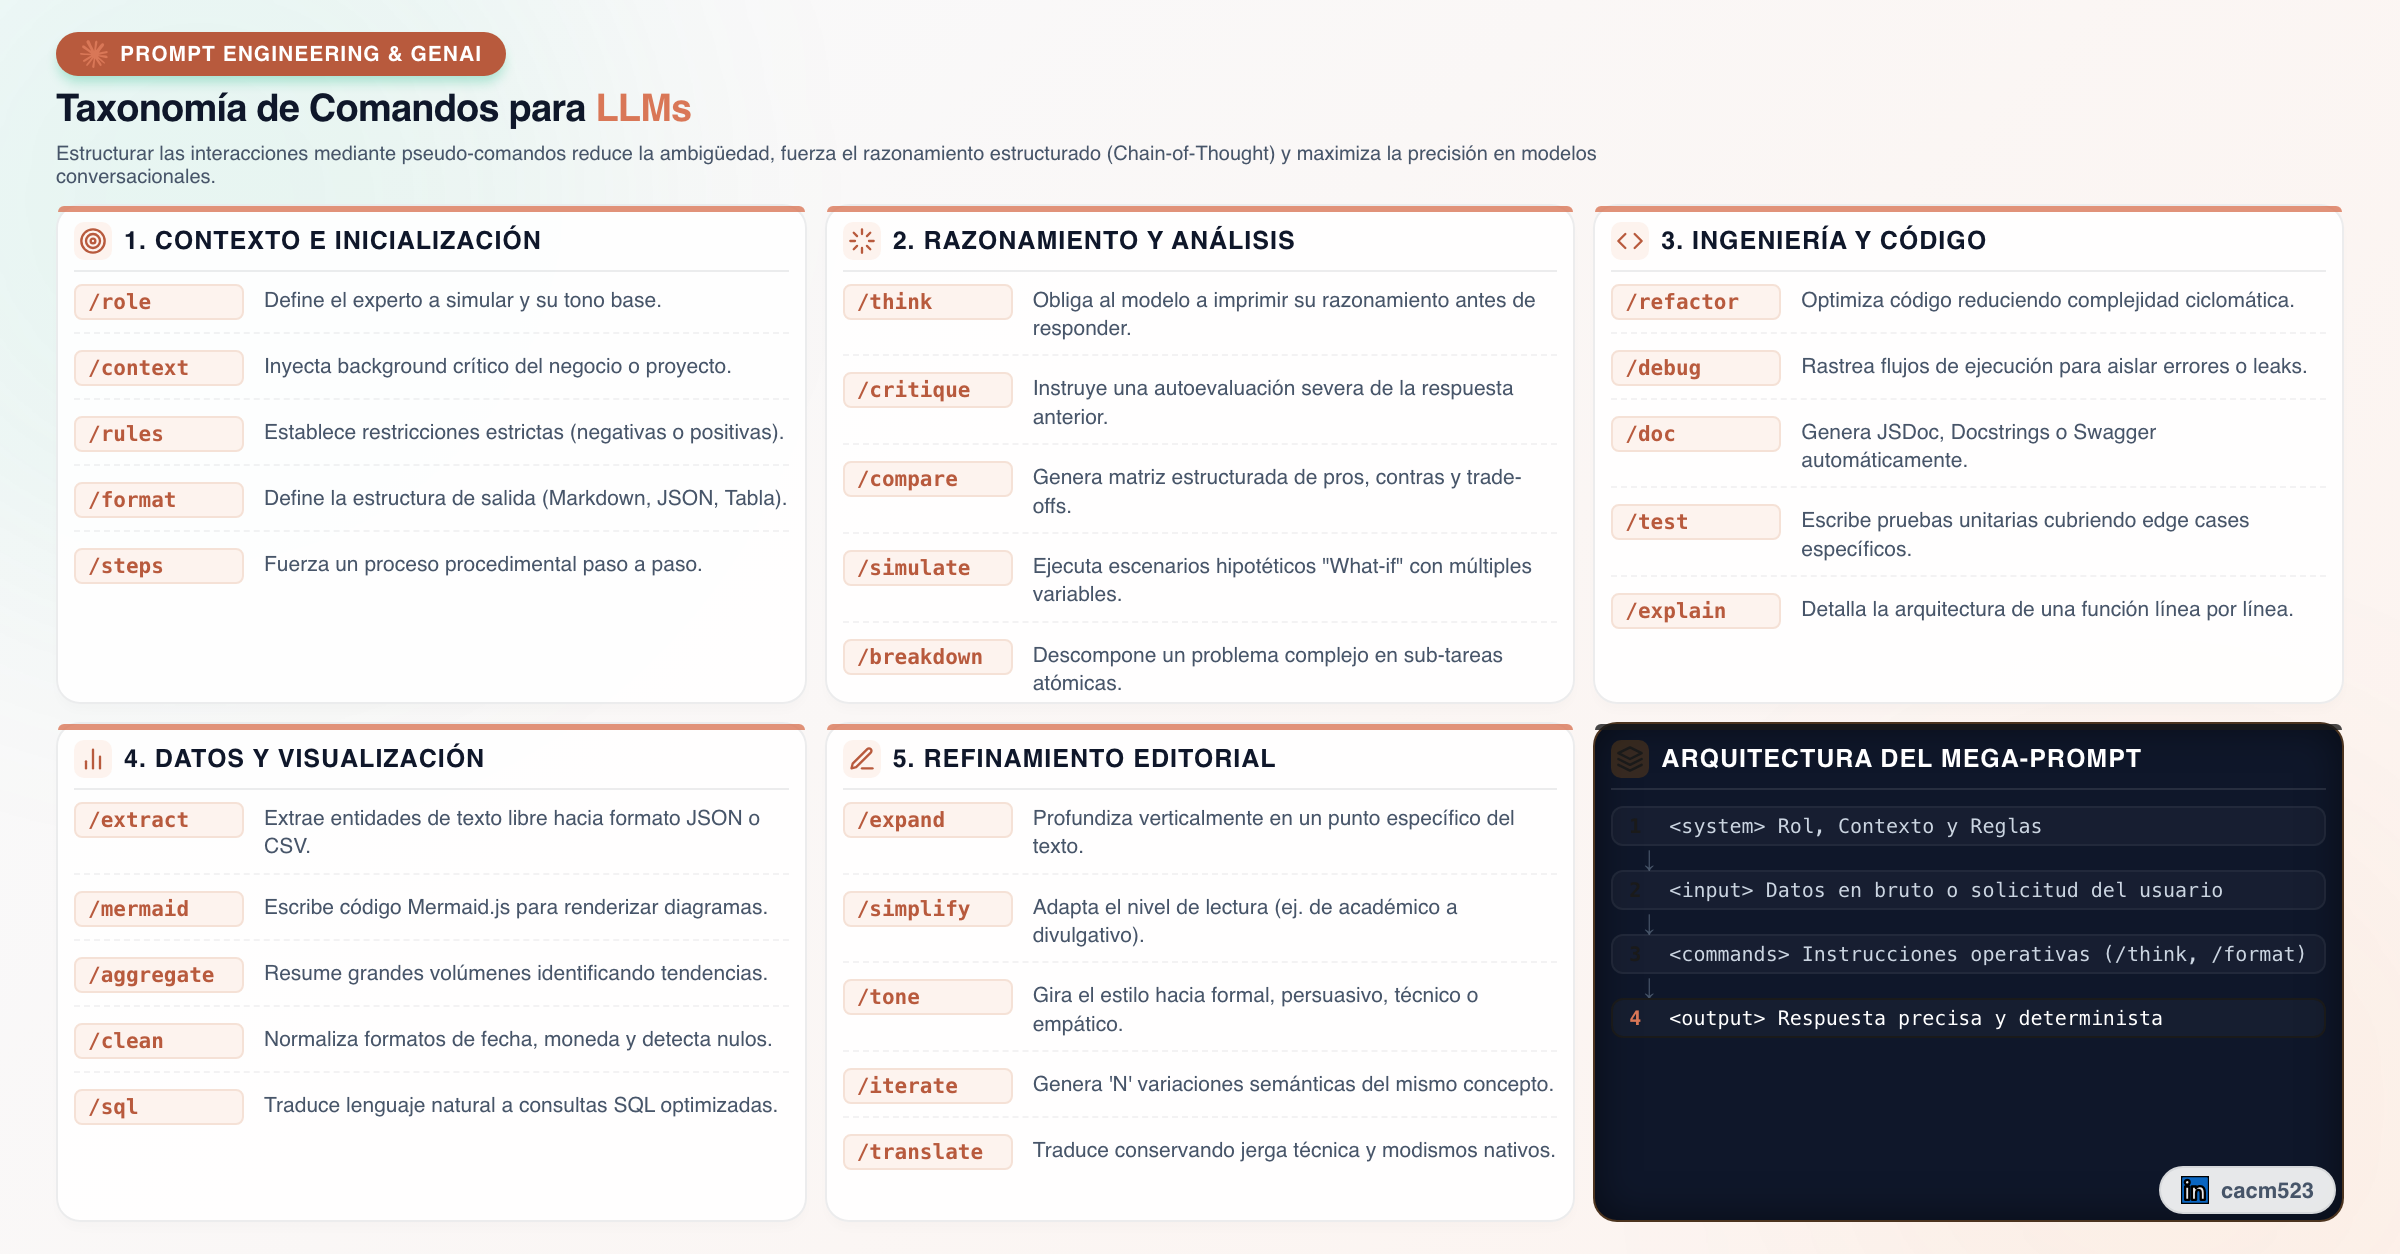 PROMPT ENGINEERING & GENAI
Taxonomía de Comandos para LLMs
Estructurar las interacciones mediante pseudo-comandos reduce la ambigüedad, fuerza el razonamiento estructurado (Chain-of-Thought) y maximiza la precisión en modelos
conversacionales.
1. CONTEXTO E INICIALIZACIÓN
/role Define el experto a simular y su tono base.
/context Inyecta background crítico del negocio o proyecto.
/rules Establece restricciones estrictas (negativas o positivas).
/format Define la estructura de salida (Markdown, JSON, Tabla).
/steps Fuerza un proceso procedimental paso a paso.
2. RAZONAMIENTO Y ANÁLISIS
/think Obliga al modelo a imprimir su razonamiento antes de
responder.
/critique Instruye una autoevaluación severa de la respuesta
anterior.
/compare Genera matriz estructurada de pros, contras y trade-
offs.
/simulate Ejecuta escenarios hipotéticos "What-if" con múltiples
variables.
/breakdown Descompone un problema complejo en sub-tareas
atómicas.
3. INGENIERÍA Y CÓDIGO
/refactor Optimiza código reduciendo complejidad ciclomática.
/debug Rastrea flujos de ejecución para aislar errores o leaks.
/doc Genera JSDoc, Docstrings o Swagger
automáticamente.
/test Escribe pruebas unitarias cubriendo edge cases
específicos.
/explain Detalla la arquitectura de una función línea por línea.
4. DATOS Y VISUALIZACIÓN
/extract Extrae entidades de texto libre hacia formato JSON o
CSV.
/mermaid Escribe código Mermaid.js para renderizar diagramas.
/aggregate Resume grandes volúmenes identificando tendencias.
/clean Normaliza formatos de fecha, moneda y detecta nulos.
/sql Traduce lenguaje natural a consultas SQL optimizadas.
5. REFINAMIENTO EDITORIAL
/expand Profundiza verticalmente en un punto específico del
texto.
/simplify Adapta el nivel de lectura (ej. de académico a
divulgativo).
/tone Gira el estilo hacia formal, persuasivo, técnico o
empático.
/iterate Genera 'N' variaciones semánticas del mismo concepto.
/translate Traduce conservando jerga técnica y modismos nativos.
ARQUITECTURA DEL MEGA-PROMPT
1 <system> Rol, Contexto y Reglas
↓
2 <input> Datos en bruto o solicitud del usuario
↓
3 <commands> Instrucciones operativas (/think, /format)
↓
4 <output> Respuesta precisa y determinista
in cacm523